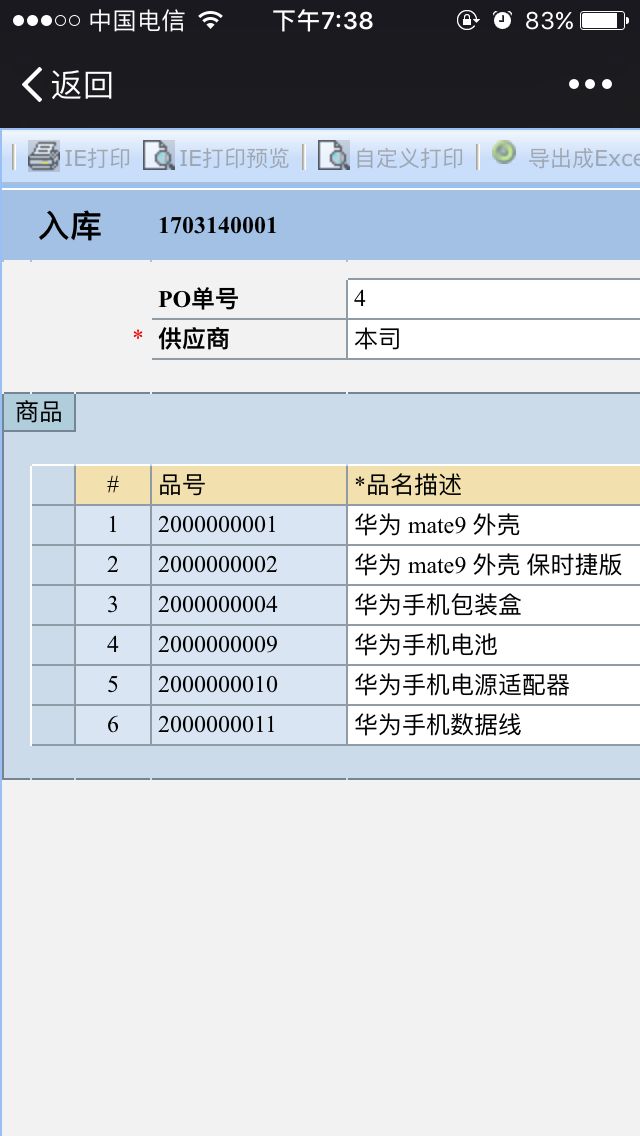 中国电信 下午7:38 83%
返回
IE打印 IE打印预览 自定义打印 导出成Exce
入库 1703140001
PO单号 4
* 供应商 本司
商品
# 品号 *品名描述
1 2000000001 华为 mate9 外壳
2 2000000002 华为 mate9 外壳 保时捷版
3 2000000004 华为手机包装盒
4 2000000009 华为手机电池
5 2000000010 华为手机电源适配器
6 2000000011 华为手机数据线